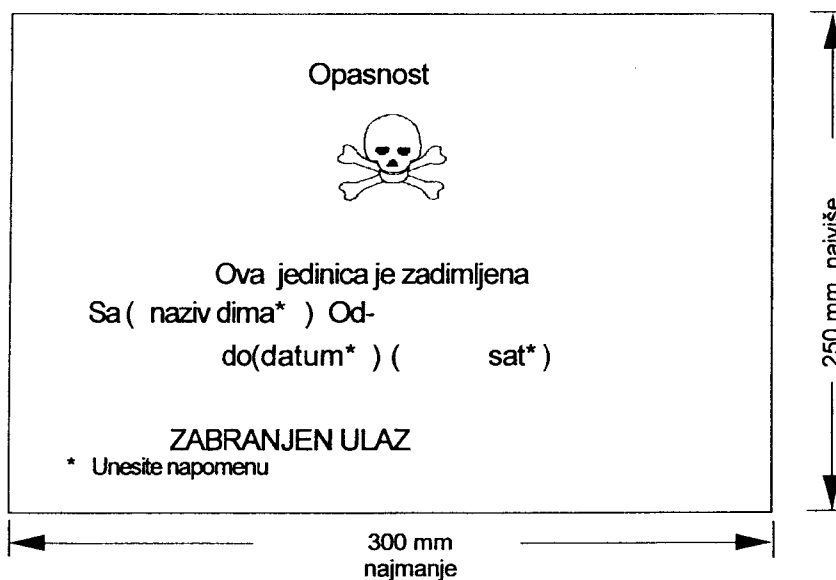 Opasnost
Ova jedinica je zadimljena
Sa ( naziv dima* ) Od-
do(datum* ) ( sat* )
ZABRANJEN ULAZ
* Unesite napomenu
300 mm
najmanje
250 mm najviše